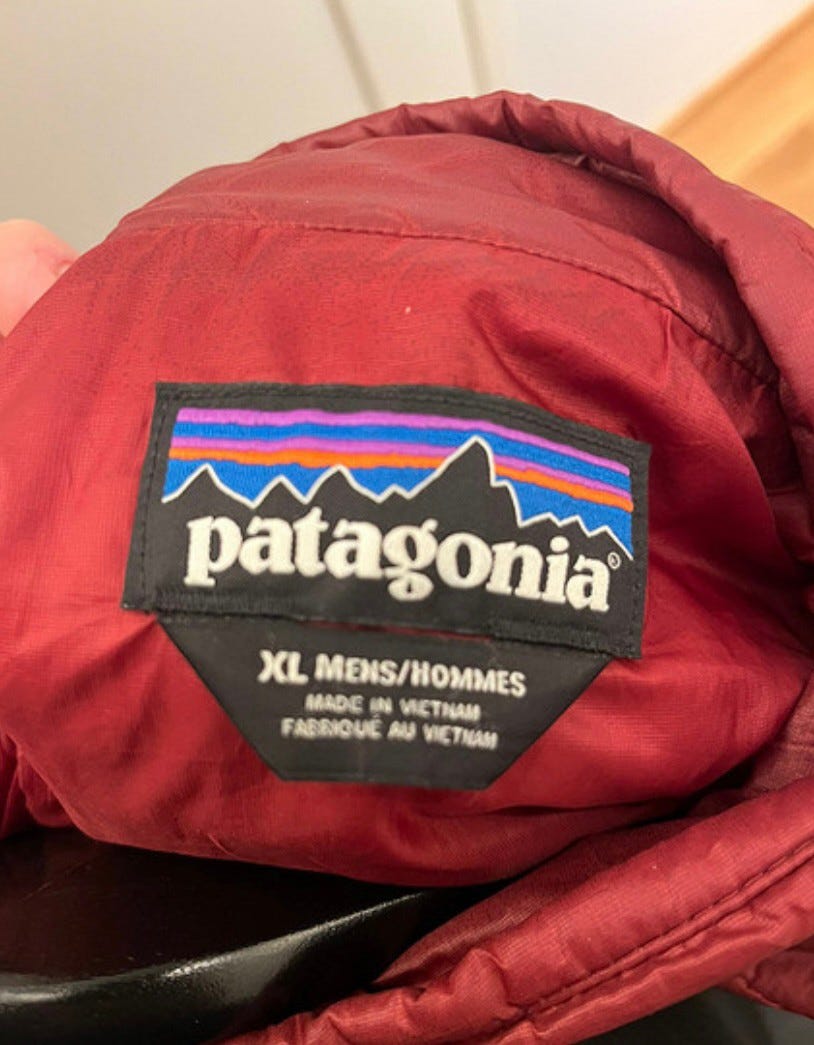 patagonia®
XL MENS/HOMMES
MADE IN VIETNAM
FABRIQUÉ AU VIETNAM